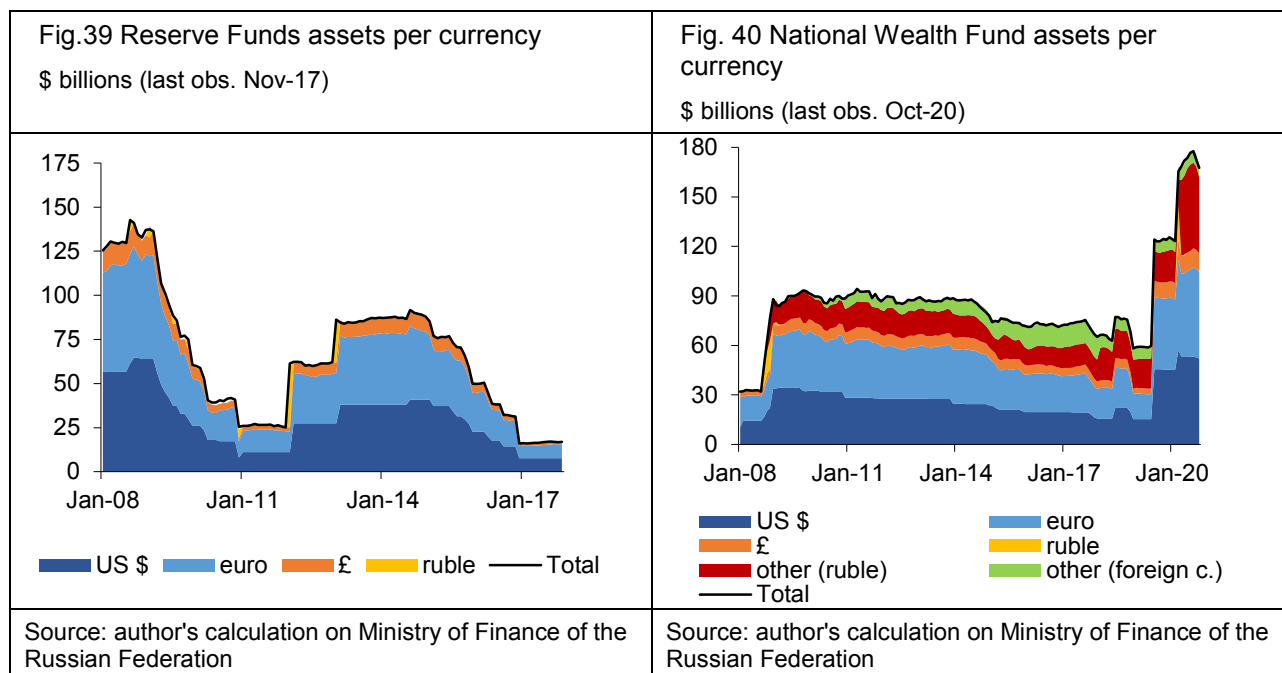 Fig.39 Reserve Funds assets per currency
$ billions (last obs. Nov-17)
175
150
125
100
75
50
25
0
Jan-08
Jan-11
Jan-14
Jan-17
US $
euro
£
ruble
Total
Source: author's calculation on Ministry of Finance of the
Russian Federation
Fig. 40 National Wealth Fund assets per
currency
$ billions (last obs. Oct-20)
180
150
120
90
60
30
0
Jan-08
Jan-11
Jan-14
Jan-17
Jan-20
US $
euro
£
ruble
other (ruble)
other (foreign c.)
Total
Source: author's calculation on Ministry of Finance of the
Russian Federation